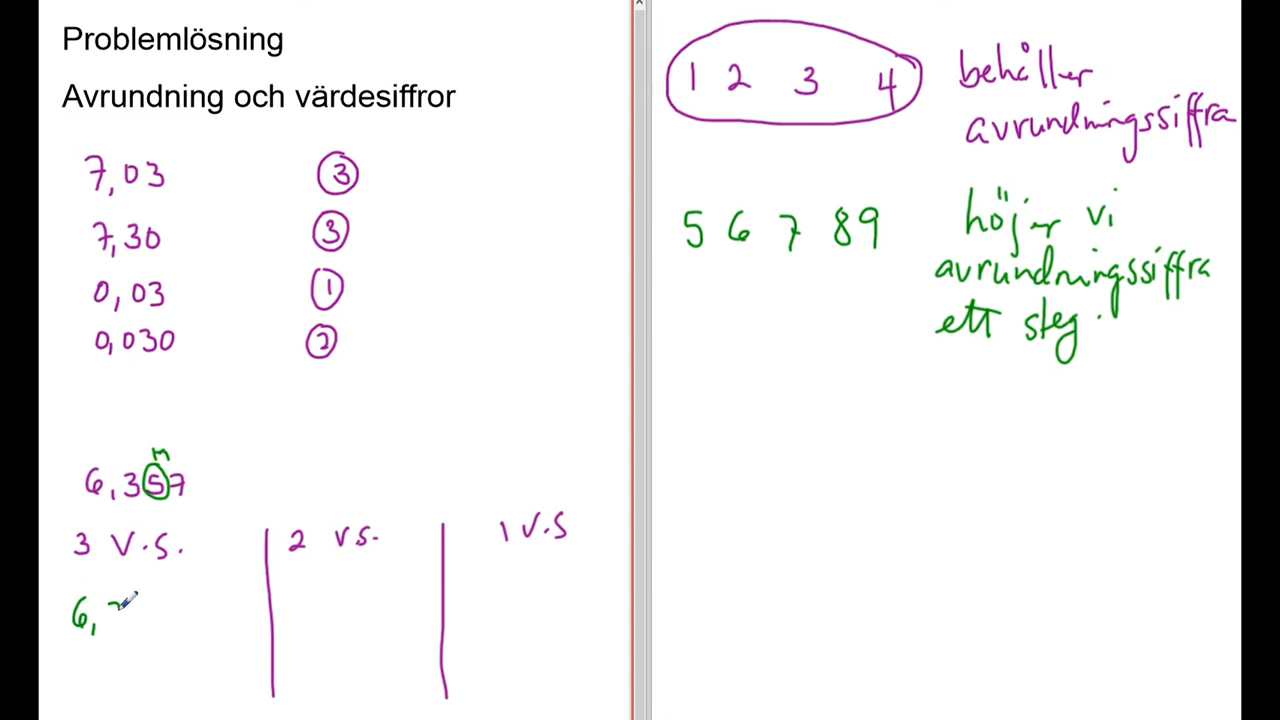 Problemlösning
Avrundning och värdesiffror
7,03 3
7,30 3
0,03 1
0,030 2
6,357
3 V.S. 2 v.s. 1 V.S
6,
1 2 3 4 behåller
avrundningssiffra
5 6 7 8 9 höjer vi
avrundningssiffra
ett steg.